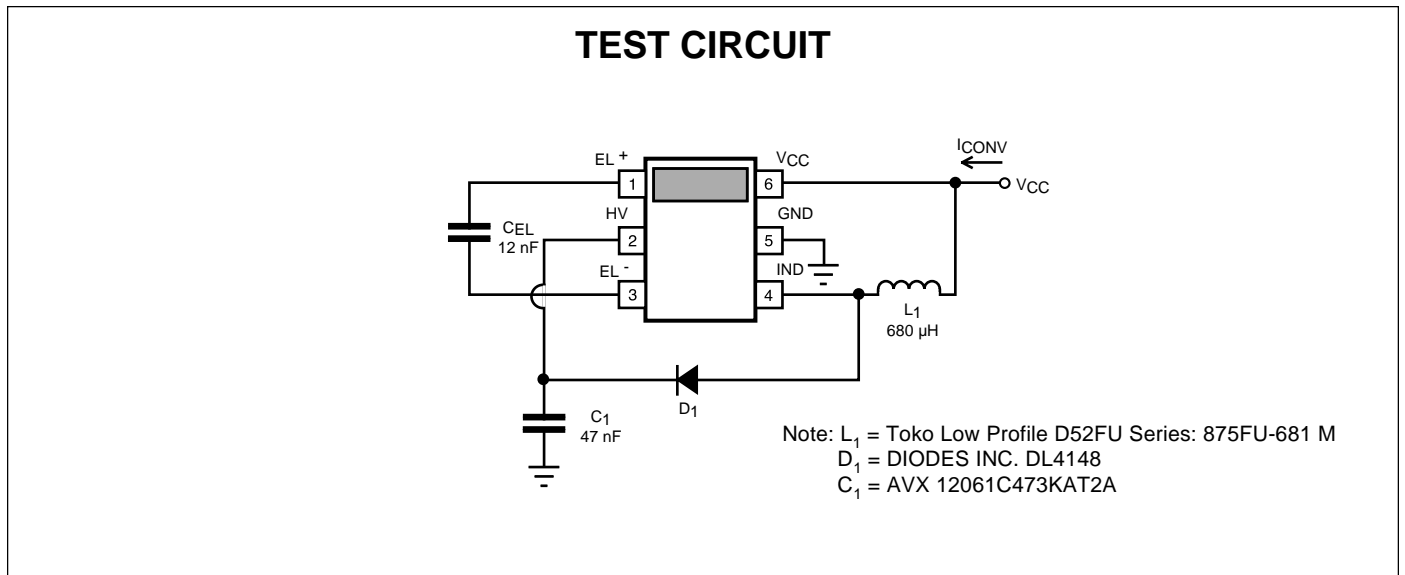 TEST CIRCUIT
ICONV
EL +
VCC
1
6
VCC
HV
GND
CEL
12 nF
2
5
EL -
IND
3
4
L1
680 µH
D1
C1
47 nF
Note: L1 = Toko Low Profile D52FU Series: 875FU-681 M
D1 = DIODES INC. DL4148
C1 = AVX 12061C473KAT2A